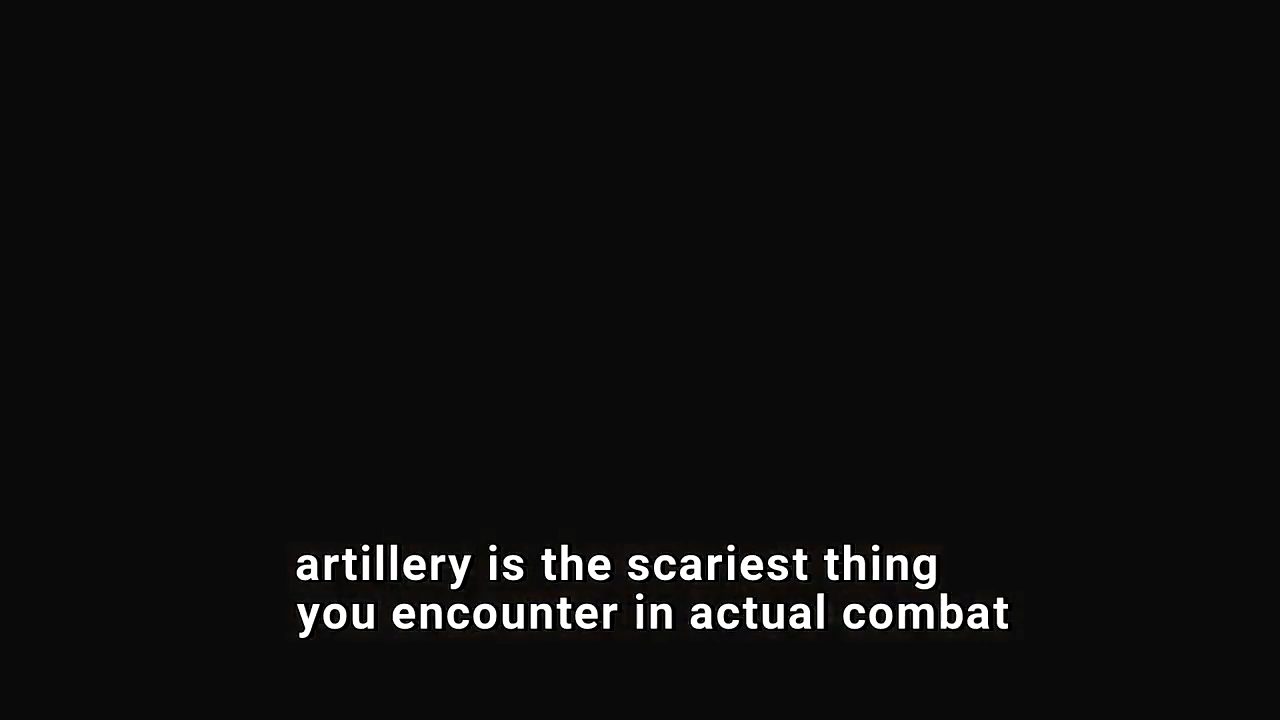 artillery is the scariest thing
you encounter in actual combat